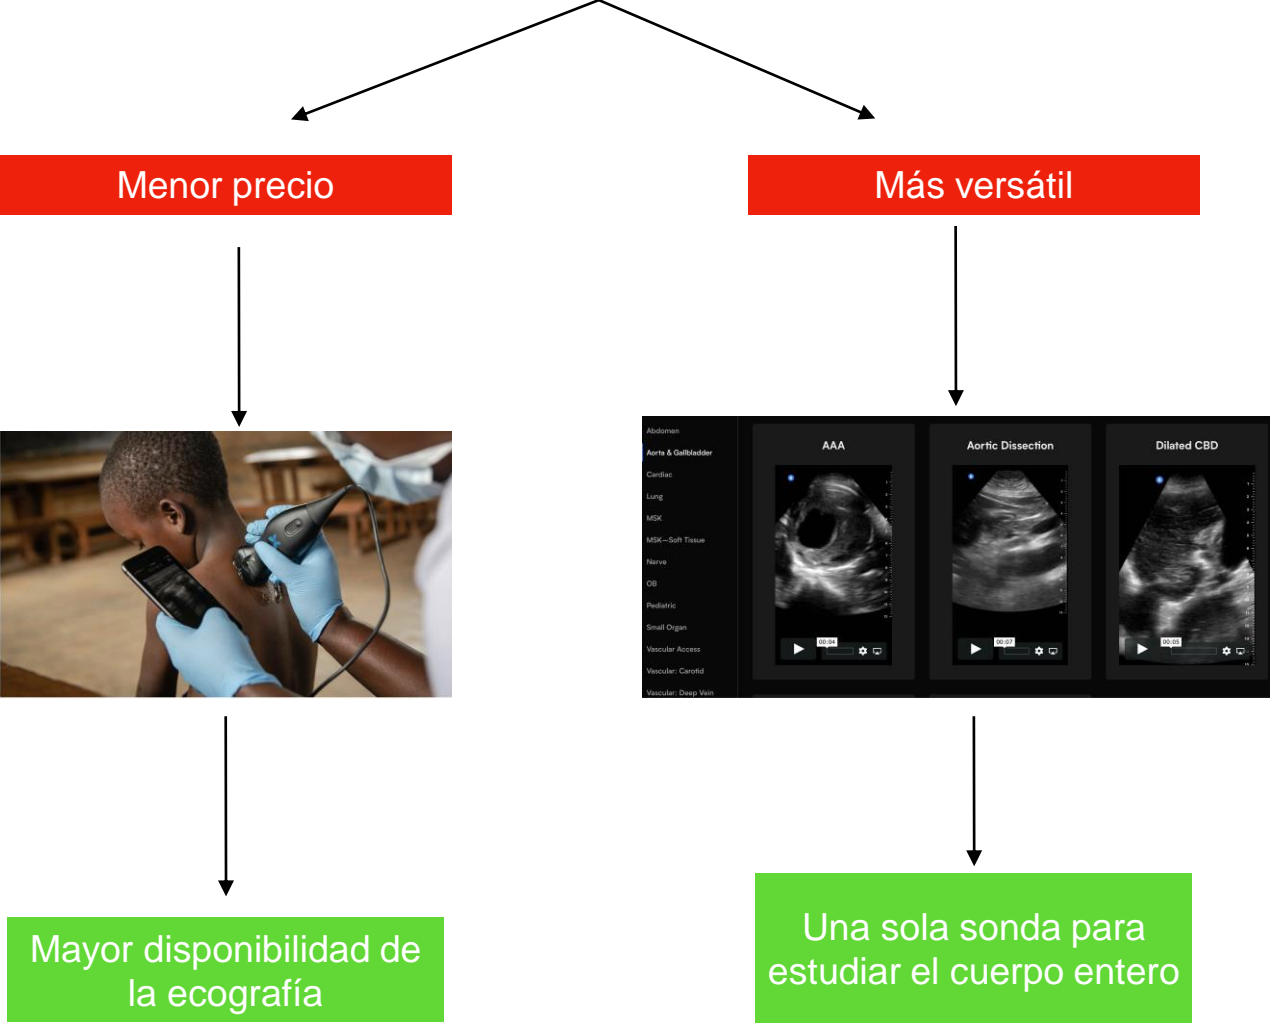 Menor precio
Más versátil
Abdomen
Aorta & Gallbladder
Cardiac
Lung
MSK
MSK—Soft Tissue
Nerve
OB
Pediatric
Small Organ
Vascular Access
Vascular: Carotid
Vascular: Deep Vein
AAA
Aortic Dissection
Dilated CBD
00:04
00:07
00:05
Mayor disponibilidad de
la ecografía
Una sola sonda para
estudiar el cuerpo entero